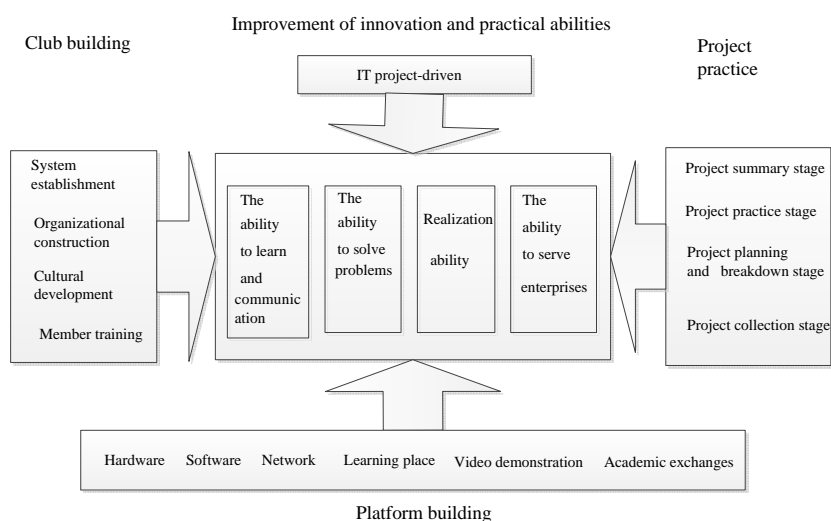 Improvement of innovation and practical abilities
Club building
Project
practice
IT project-driven
System
establishment
Organizational
construction
Cultural
development
Member training
The
ability
to learn
and
communic
ation
The
ability
to solve
problems
Realization
ability
The
ability
to serve
enterprises
Project summary stage
Project practice stage
Project planning
and breakdown stage
Project collection stage
Hardware Software Network Learning place Video demonstration Academic exchanges
Platform building